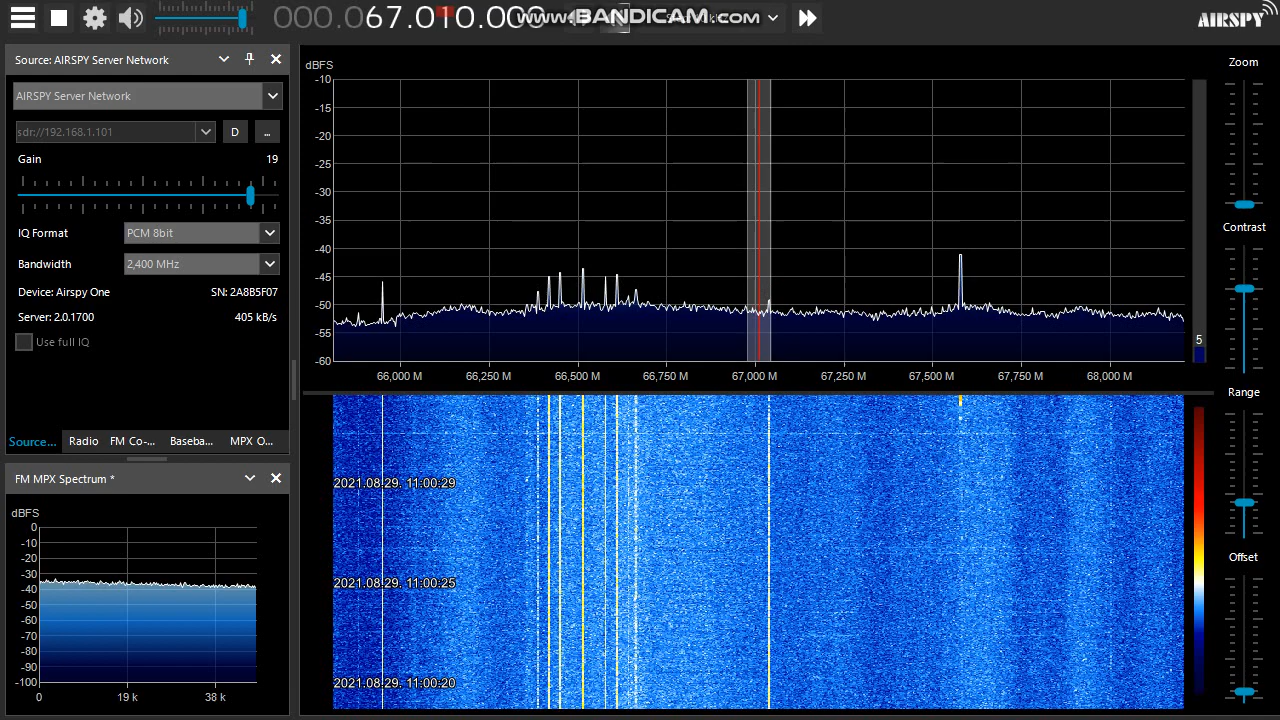 000.067.010.000
WWW.BANDICAM.COM
AIRSPY
Source: AIRSPY Server Network
AIRSPY Server Network
sdr://192.168.1.101
D
...
Gain
19
IQ Format
PCM 8bit
Bandwidth
2,400 MHz
Device: Airspy One
SN: 2A8B5F07
Server: 2.0.1700
405 kB/s
Use full IQ
Source...
Radio
FM Co-...
Baseba...
MPX O...
FM MPX Spectrum *
dBFS
0
-10
-20
-30
-40
-50
-60
-70
-80
-90
-100
0
19 k
38 k
dBFS
-10
-15
-20
-25
-30
-35
-40
-45
-50
-55
-60
66,000 M
66,250 M
66,500 M
66,750 M
67,000 M
67,250 M
67,500 M
67,750 M
68,000 M
5
2021.08.29. 11:00:29
2021.08.29. 11:00:25
2021.08.29. 11:00:20
Zoom
Contrast
Range
Offset